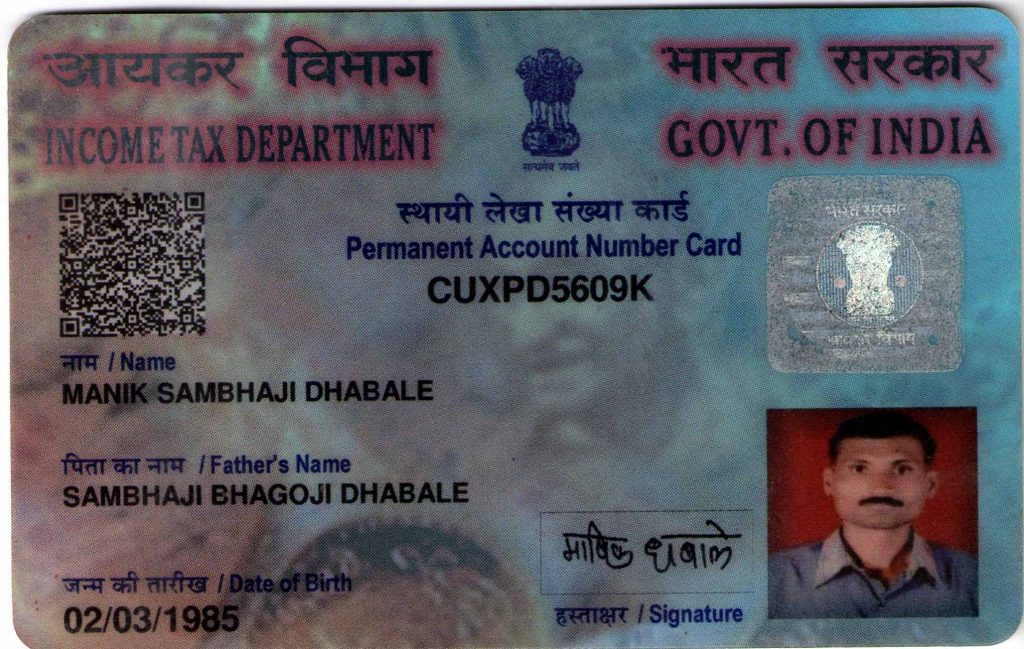 आयकर विभाग
INCOME TAX DEPARTMENT
सत्यमेव जयते
भारत सरकार
GOVT. OF INDIA
स्थायी लेखा संख्या कार्ड
Permanent Account Number Card
CUXPD5609K
भारत सरकार
आयकर विभाग
नाम / Name
MANIK SAMBHAJI DHABALE
पिता का नाम / Father's Name
SAMBHAJI BHAGOJI DHABALE
जन्म की तारीख / Date of Birth
02/03/1985
माणिक ढबाले
हस्ताक्षर / Signature